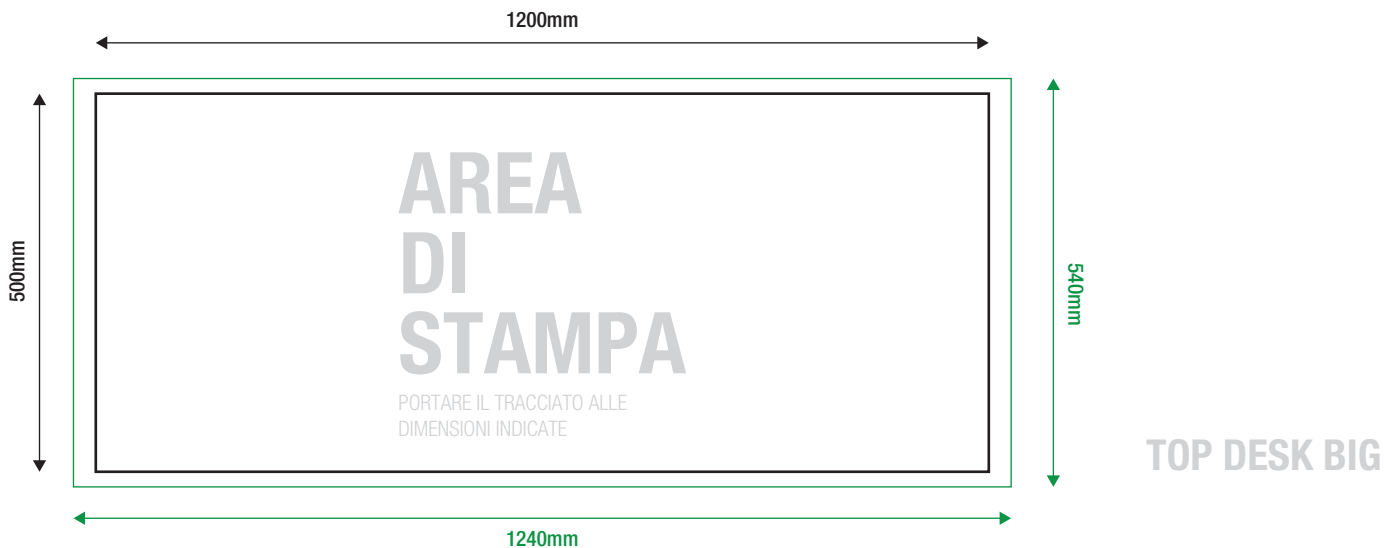 1200mm
500mm
AREA
DI
STAMPA
PORTARE IL TRACCIATO ALLE
DIMENSIONI INDICATE
540mm
TOP DESK BIG
1240mm